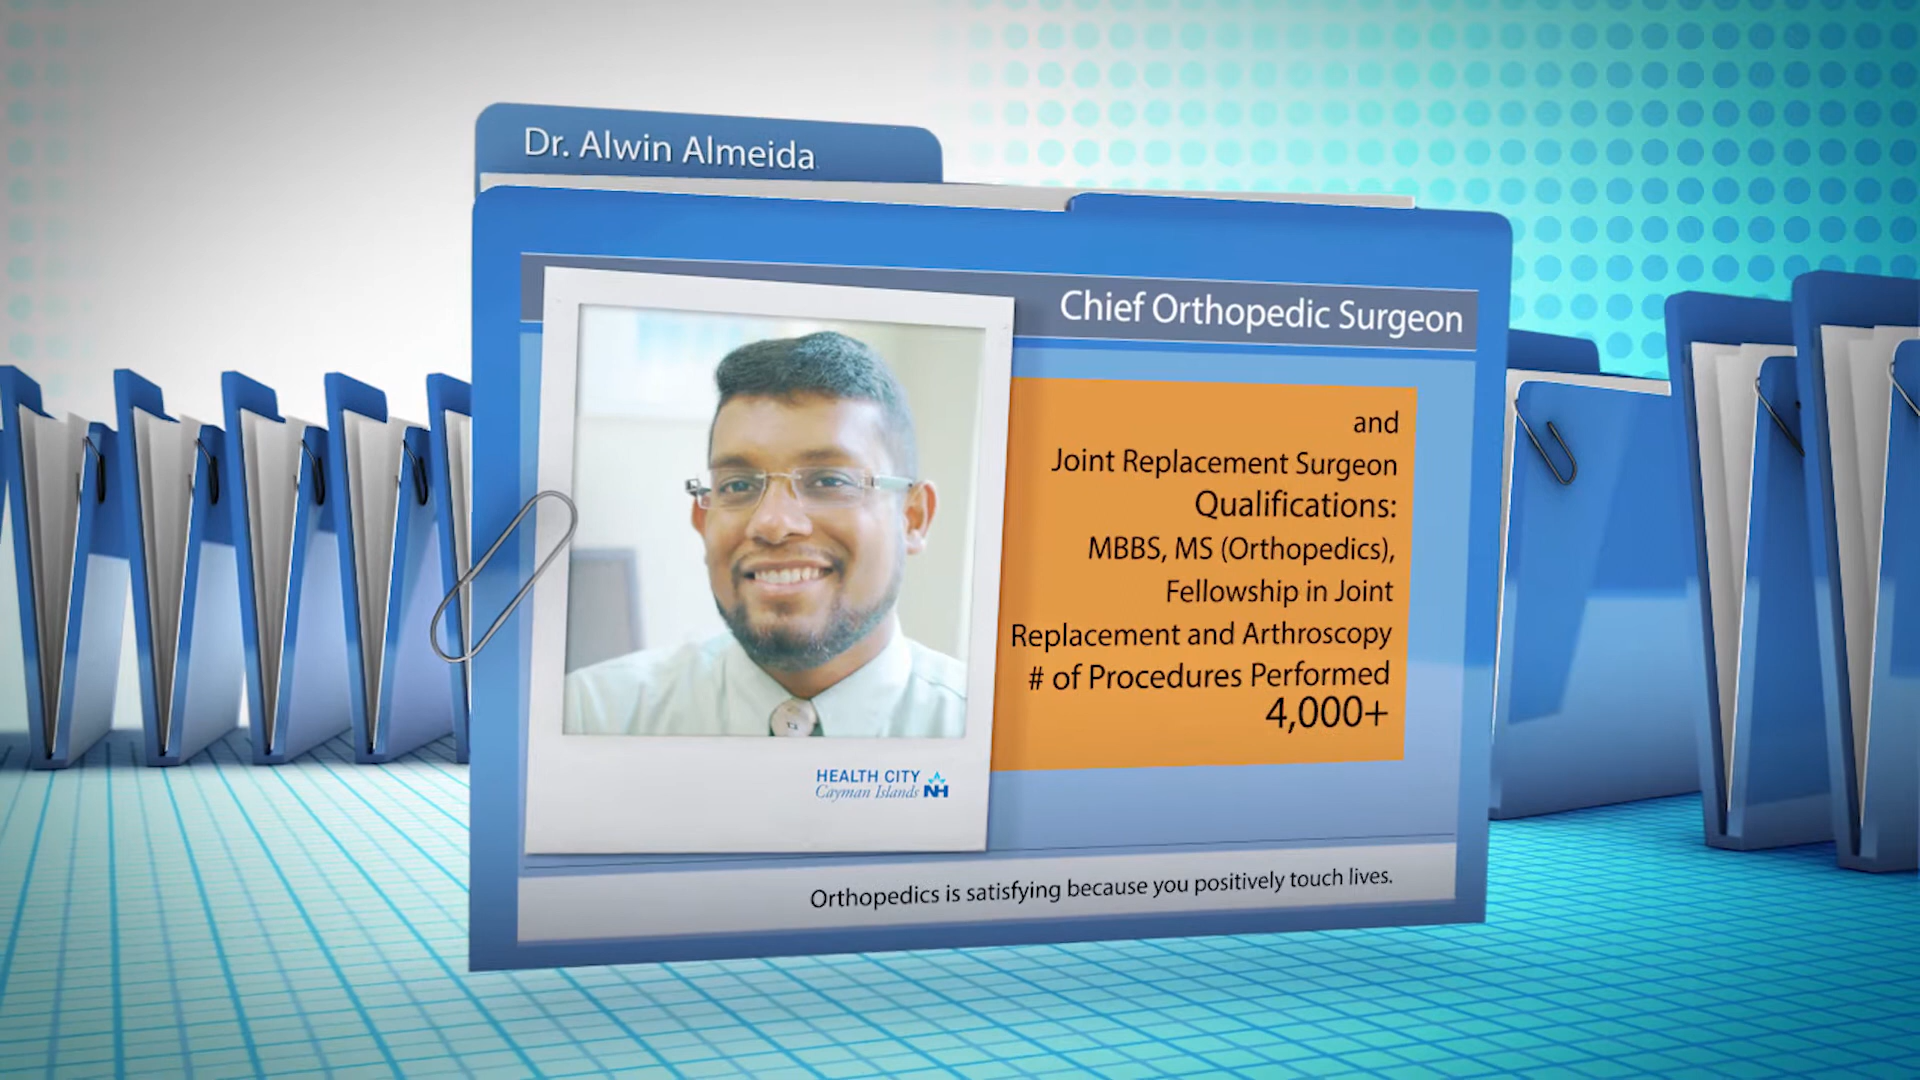 Dr. Alwin Almeida
Chief Orthopedic Surgeon
and
Joint Replacement Surgeon
Qualifications:
MBBS, MS (Orthopedics),
Fellowship in Joint
Replacement and Arthroscopy
# of Procedures Performed
4,000+
HEALTH CITY
Cayman Islands NH
Orthopedics is satisfying because you positively touch lives.